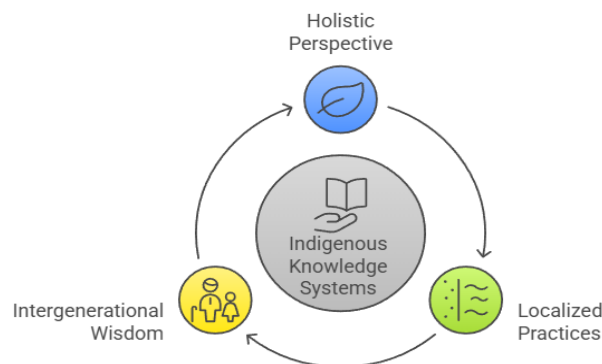 Holistic
Perspective
Indigenous
Knowledge
Systems
Intergenerational
Wisdom
Localized
Practices